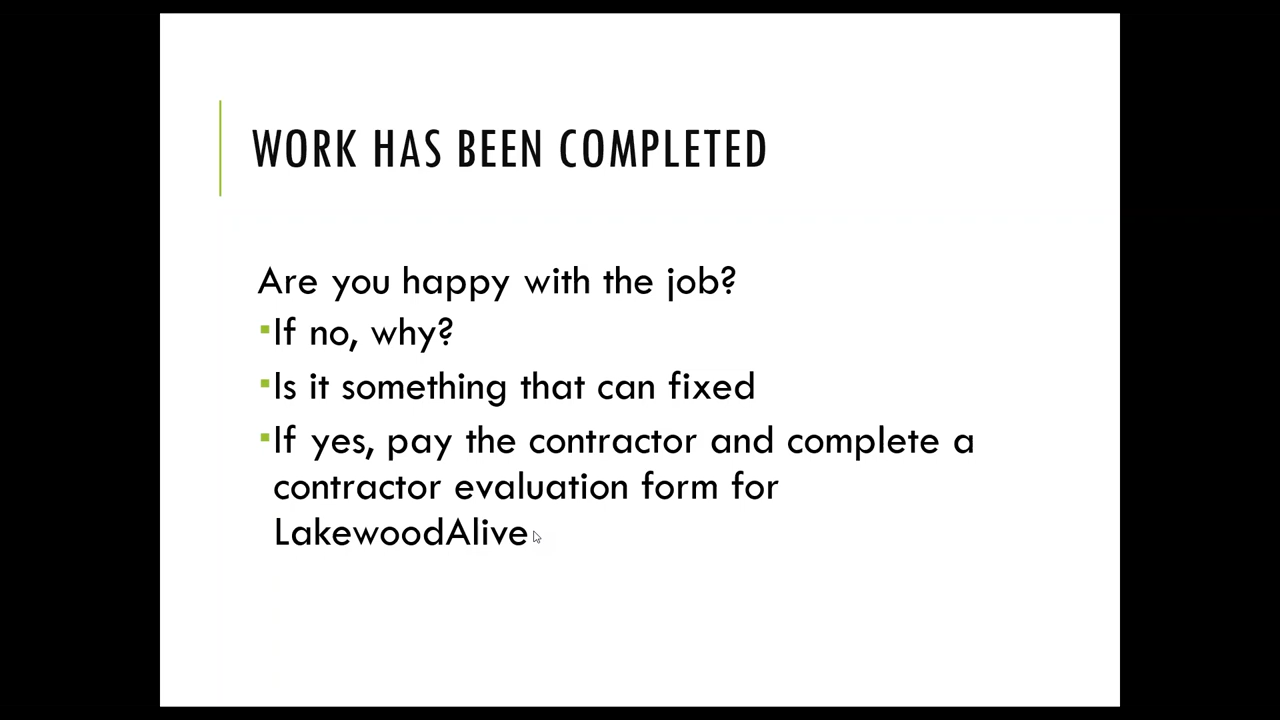 WORK HAS BEEN COMPLETED
Are you happy with the job?
▪If no, why?
▪Is it something that can fixed
▪If yes, pay the contractor and complete a
contractor evaluation form for
LakewoodAlive